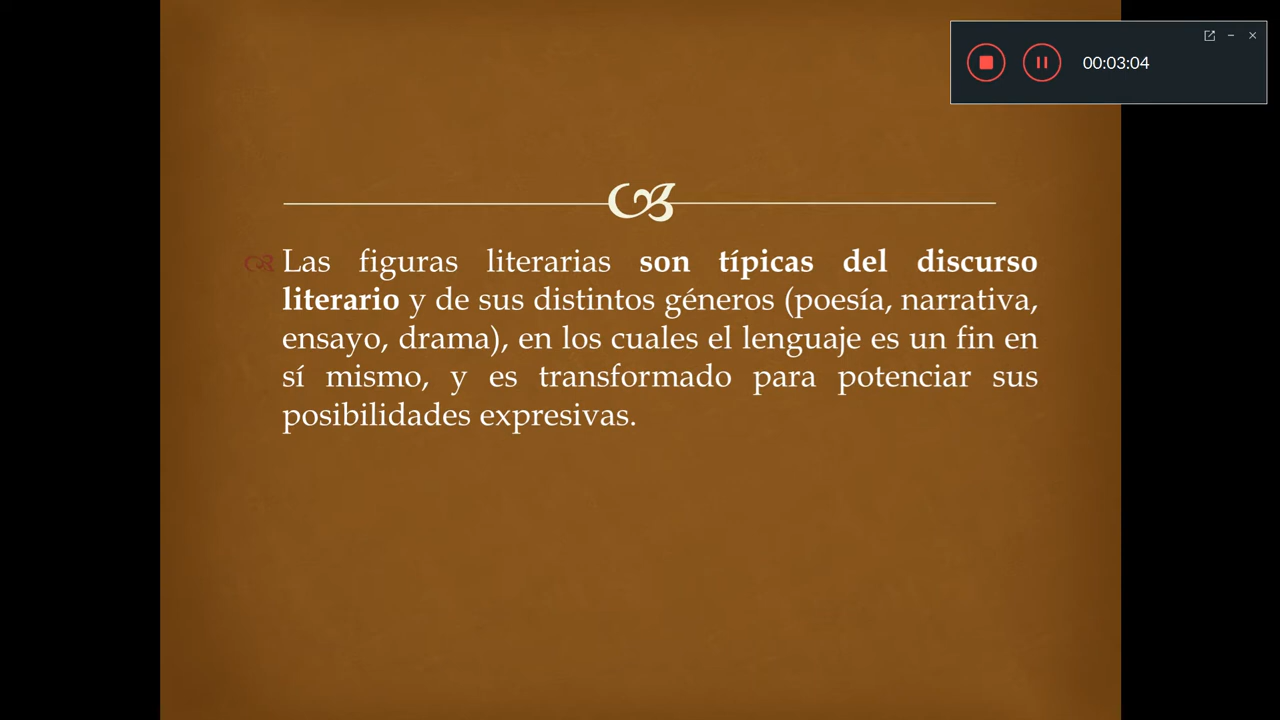 00:03:04
Las figuras literarias son típicas del discurso
literario y de sus distintos géneros (poesía, narrativa,
ensayo, drama), en los cuales el lenguaje es un fin en
sí mismo, y es transformado para potenciar sus
posibilidades expresivas.